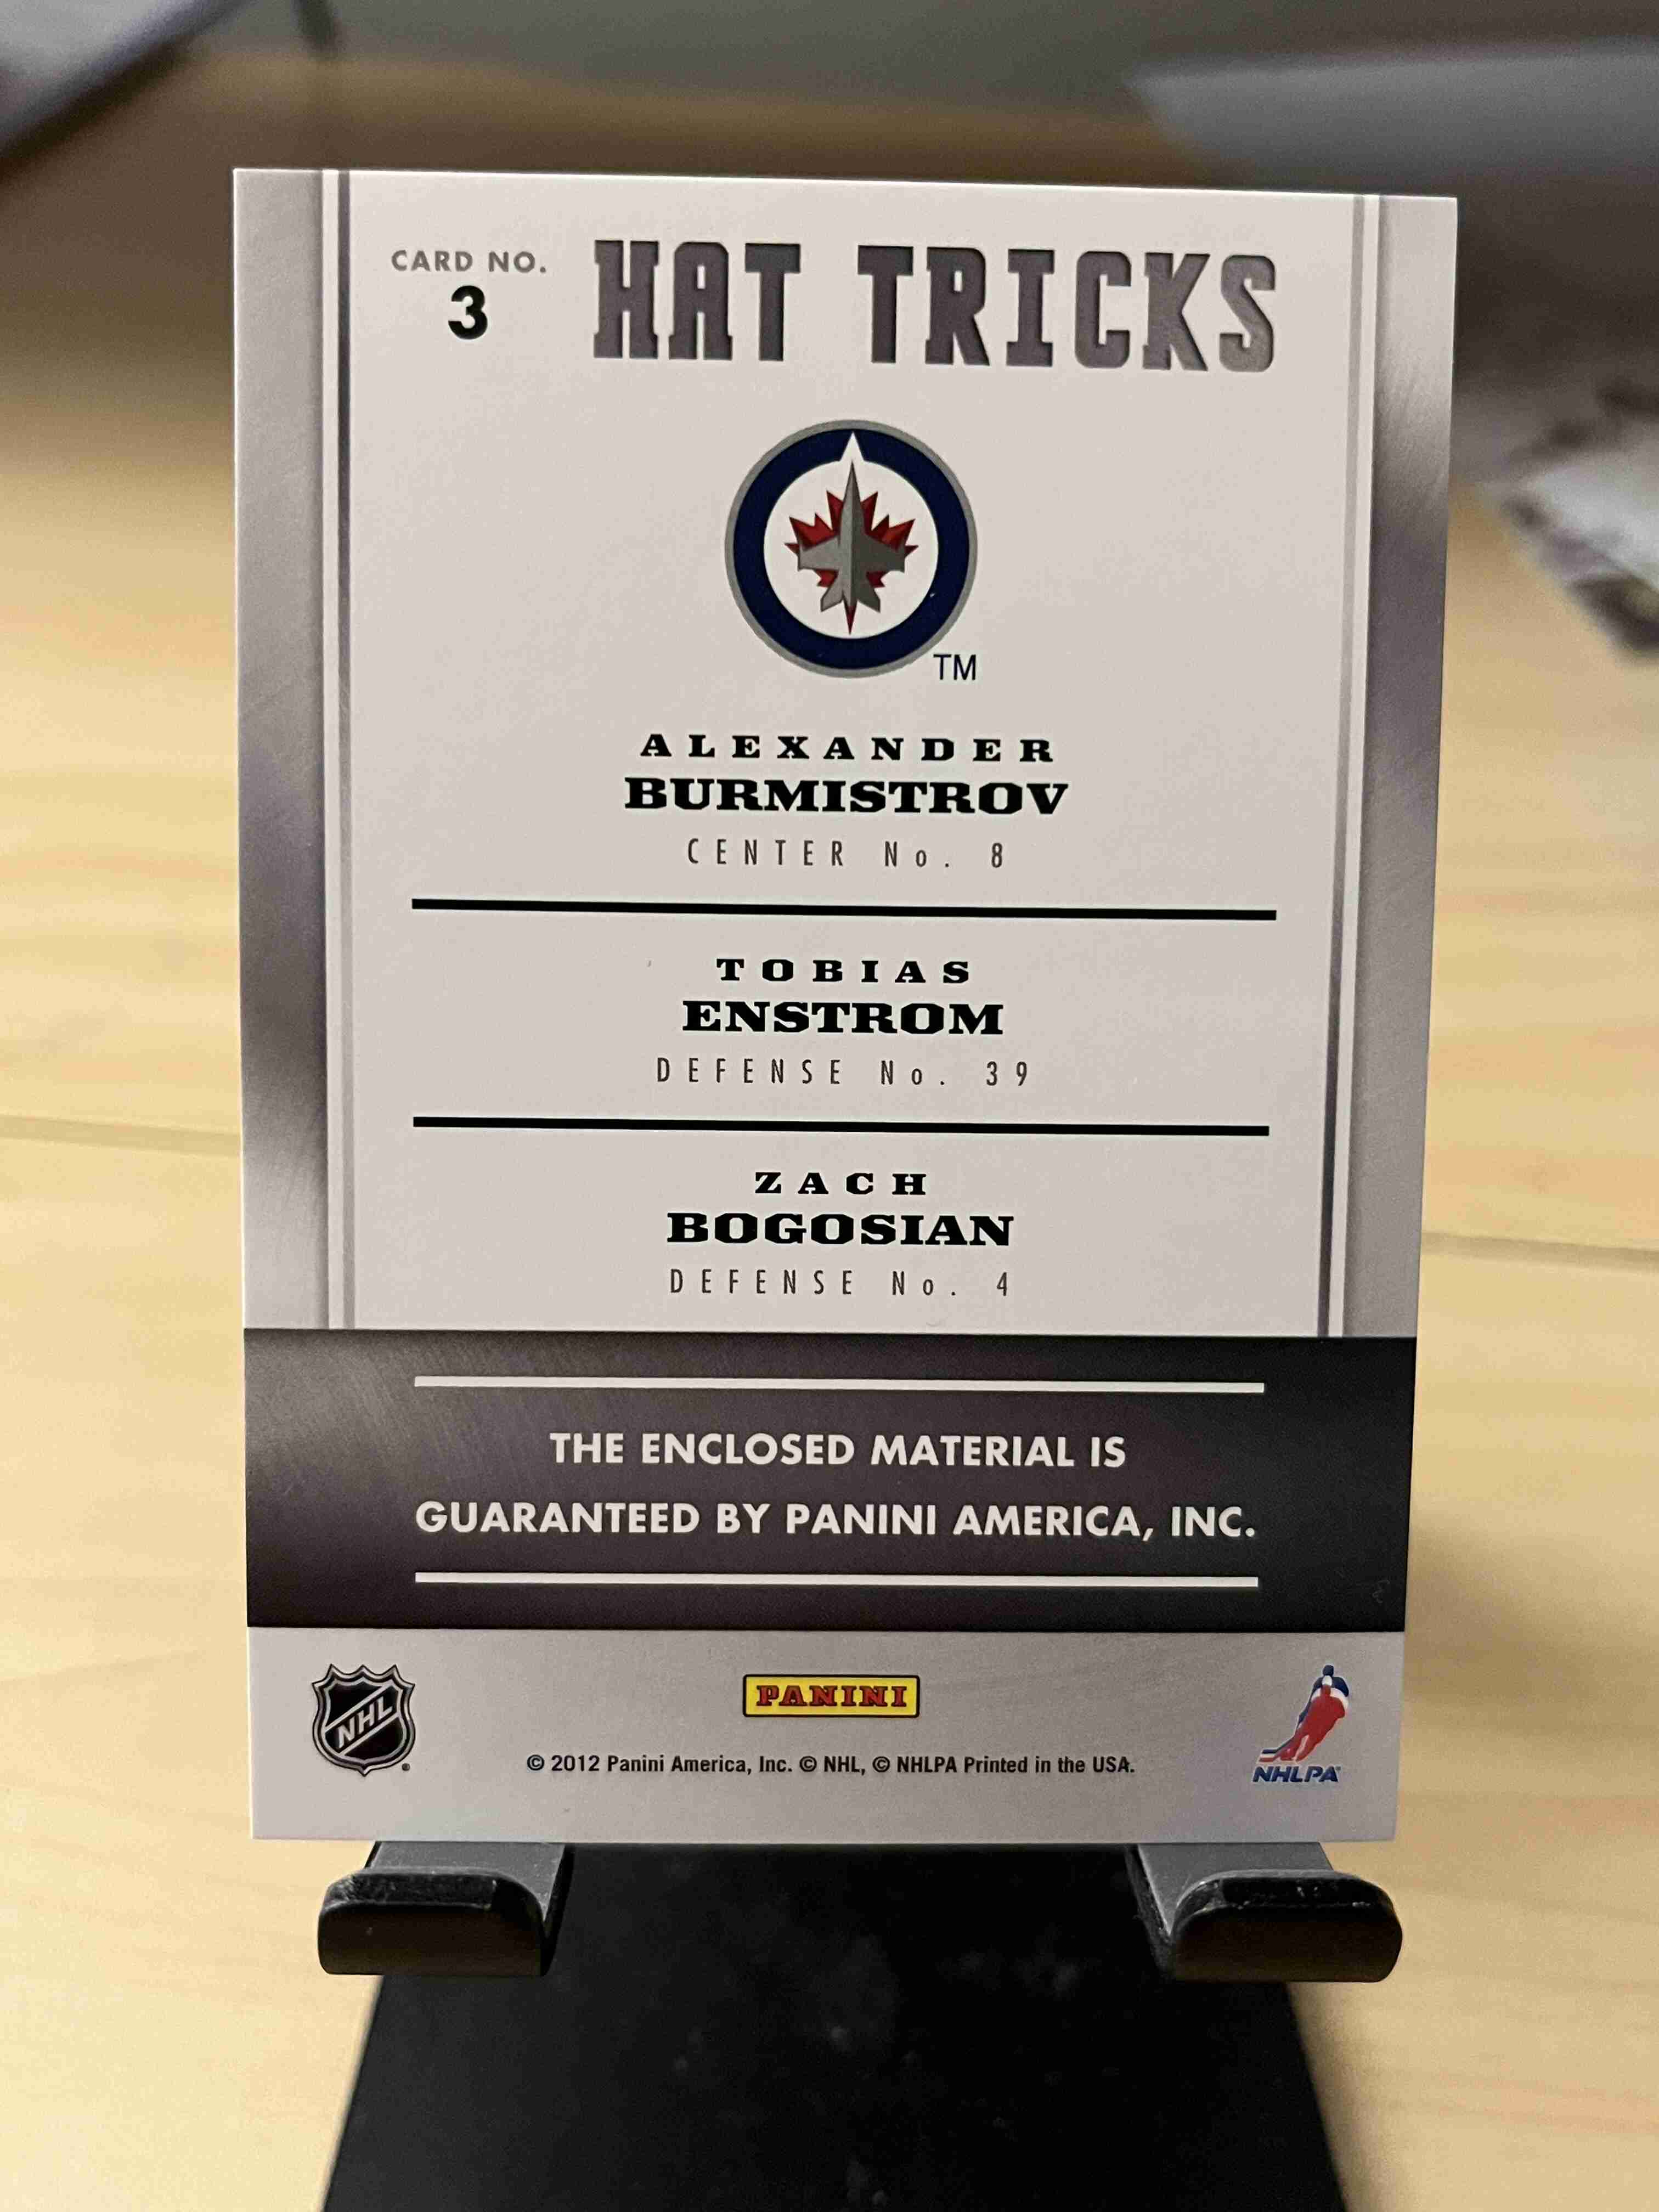 CARD NO.
3
HAT TRICKS
TM
ALEXANDER
BURMISTROV
CENTER No. 8
TOBIAS
ENSTROM
DEFENSE No. 39
ZACH
BOGOSIAN
DEFENSE No. 4
THE ENCLOSED MATERIAL IS
GUARANTEED BY PANINI AMERICA, INC.
NHL
PANINI
© 2012 Panini America, Inc. © NHL, © NHLPA Printed in the USA.
NHLPA